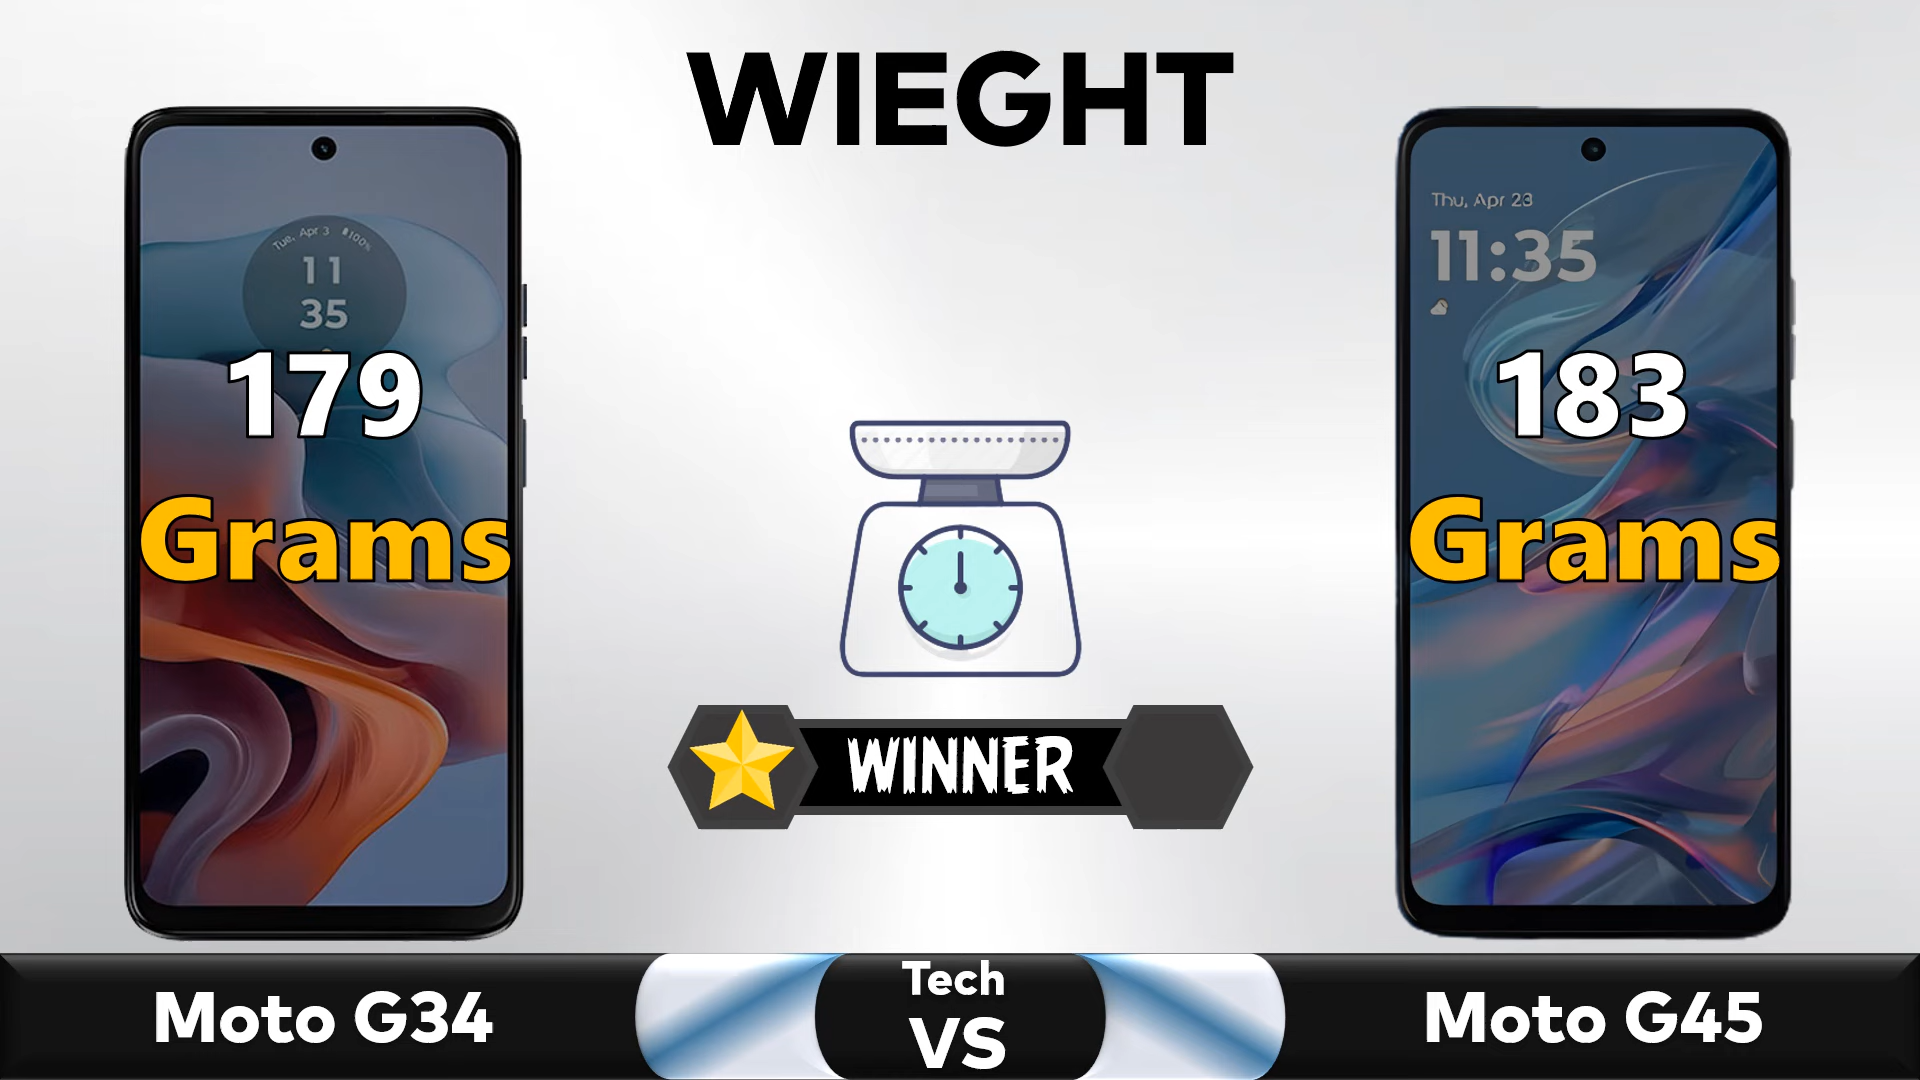 WIEGHT
Tue, Apr 3 100%
11
35
179
Grams
Thu, Apr 23
11:35
183
Grams
WINNER
Moto G34
Tech
VS
Moto G45